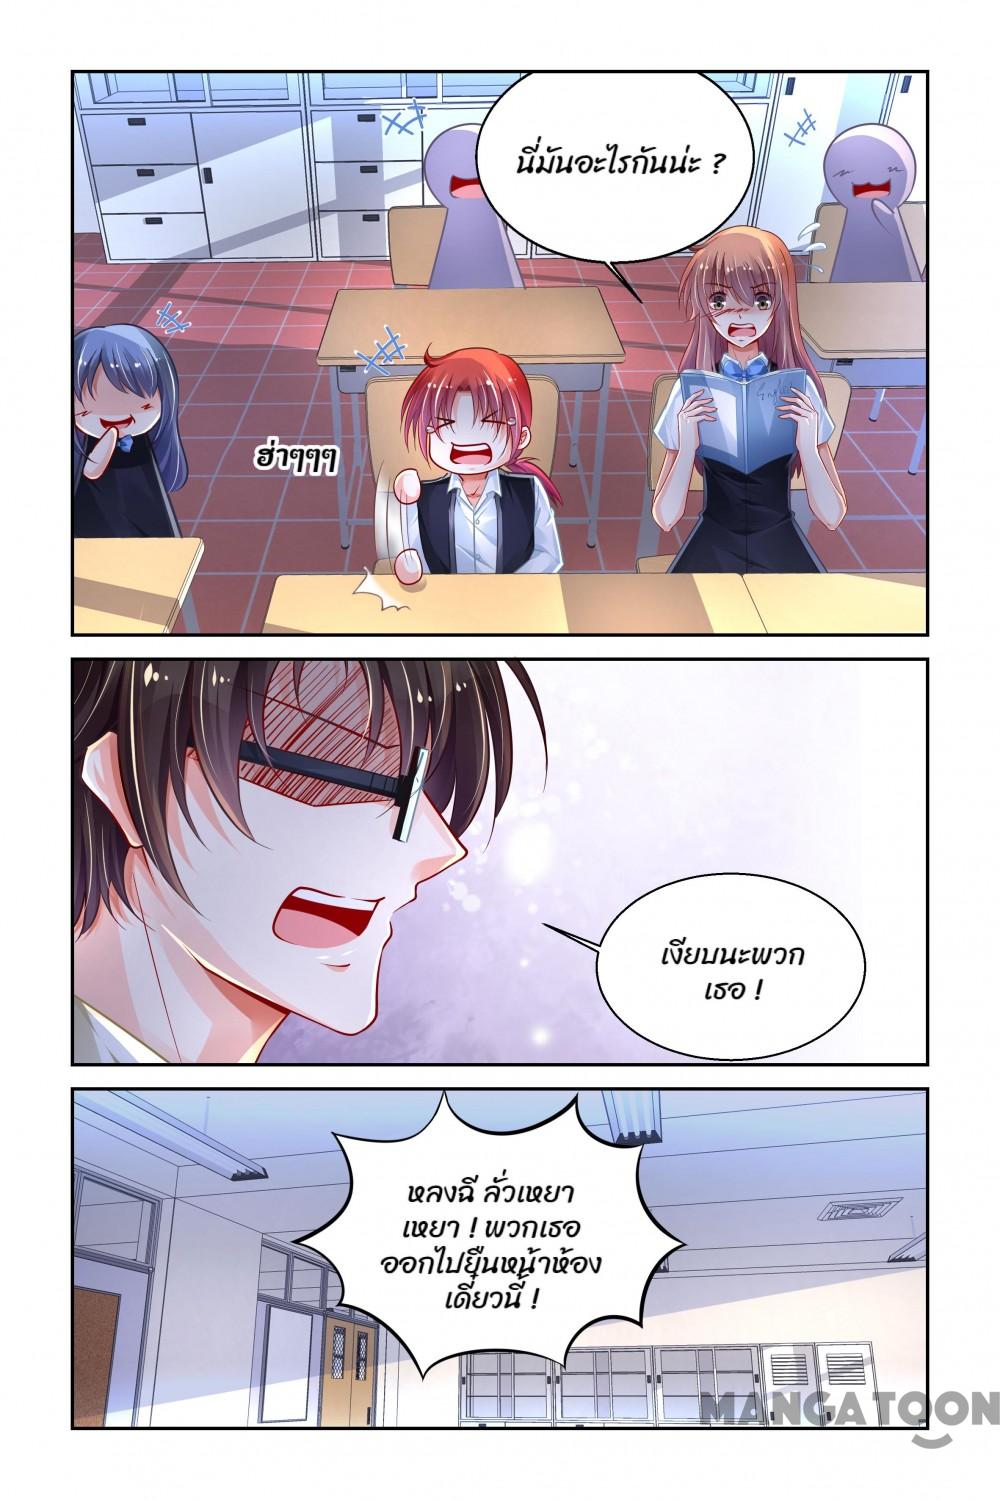 นี่มันอะไรกันน่ะ ?
ฮ่าๆๆๆ
เงียบนะพวก
เธอ !
หลงฉี ลั่วเหยา
เหยา ! พวกเธอ
ออกไปยืนหน้าห้อง
เดี๋ยวนี้ !
MANGATOON